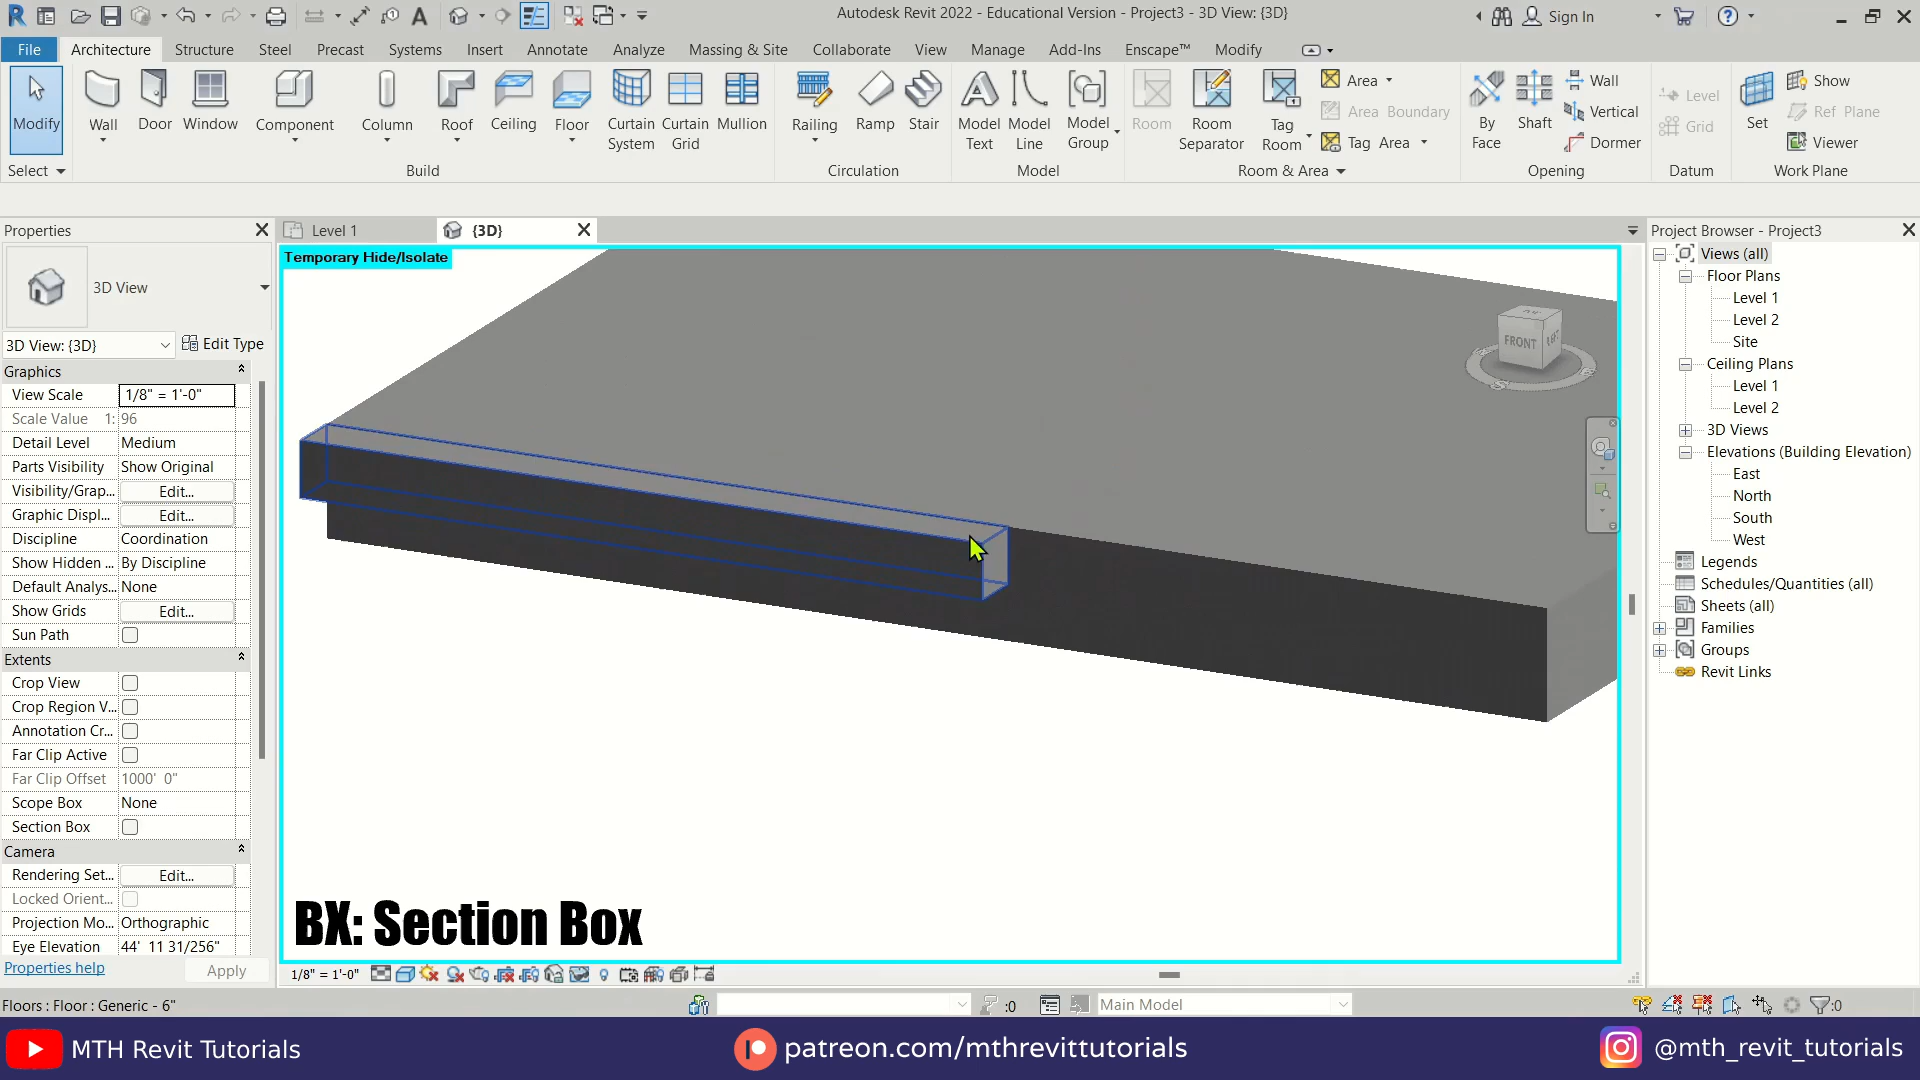 Autodesk Revit 2022 - Educational Version - Project3 - 3D View: {3D}
Sign In
File Architecture Structure Steel Precast Systems Insert Annotate Analyze Massing & Site Collaborate View Manage Add-Ins Enscape™ Modify
Modify
Wall
Door
Window
Component
Column
Roof
Ceiling
Floor
Curtain System
Curtain Grid
Mullion
Railing
Ramp
Stair
Model Text
Model Line
Model Group
Room
Room Separator
Tag Room
Area
Area Boundary
Tag Area
By Face
Shaft
Wall
Vertical
Dormer
Level
Grid
Set
Show
Ref Plane
Viewer
Select
Build
Circulation
Model
Room & Area
Opening
Datum
Work Plane
Properties
3D View
3D View: {3D}
Edit Type
Graphics
View Scale 1/8" = 1'-0"
Scale Value 1: 96
Detail Level Medium
Parts Visibility Show Original
Visibility/Grap... Edit...
Graphic Displ... Edit...
Discipline Coordination
Show Hidden ... By Discipline
Default Analys... None
Show Grids Edit...
Sun Path
Extents
Crop View
Crop Region V...
Annotation Cr...
Far Clip Active
Far Clip Offset 1000' 0"
Scope Box None
Section Box
Camera
Rendering Set... Edit...
Locked Orient...
Projection Mo... Orthographic
Eye Elevation 44' 11 31/256"
Properties help
Apply
Level 1
{3D}
Temporary Hide/Isolate
FRONT
BX: Section Box
1/8" = 1'-0"
Project Browser - Project3
Views (all)
Floor Plans
Level 1
Level 2
Site
Ceiling Plans
Level 1
Level 2
3D Views
Elevations (Building Elevation)
East
North
South
West
Legends
Schedules/Quantities (all)
Sheets (all)
Families
Groups
Revit Links
Floors : Floor : Generic - 6"
:0
Main Model
:0
MTH Revit Tutorials
patreon.com/mthrevittutorials
@mth_revit_tutorials